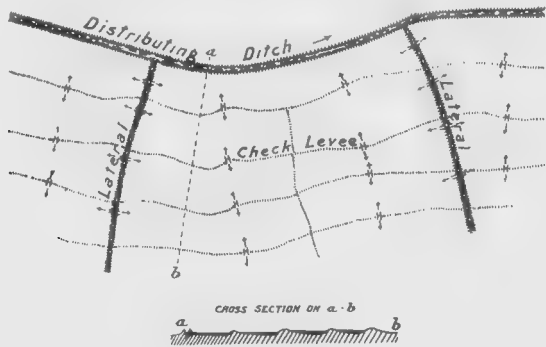 Distributing Ditch
a
Lateral
Lateral
Check Levee
b
CROSS SECTION ON a-b
a b